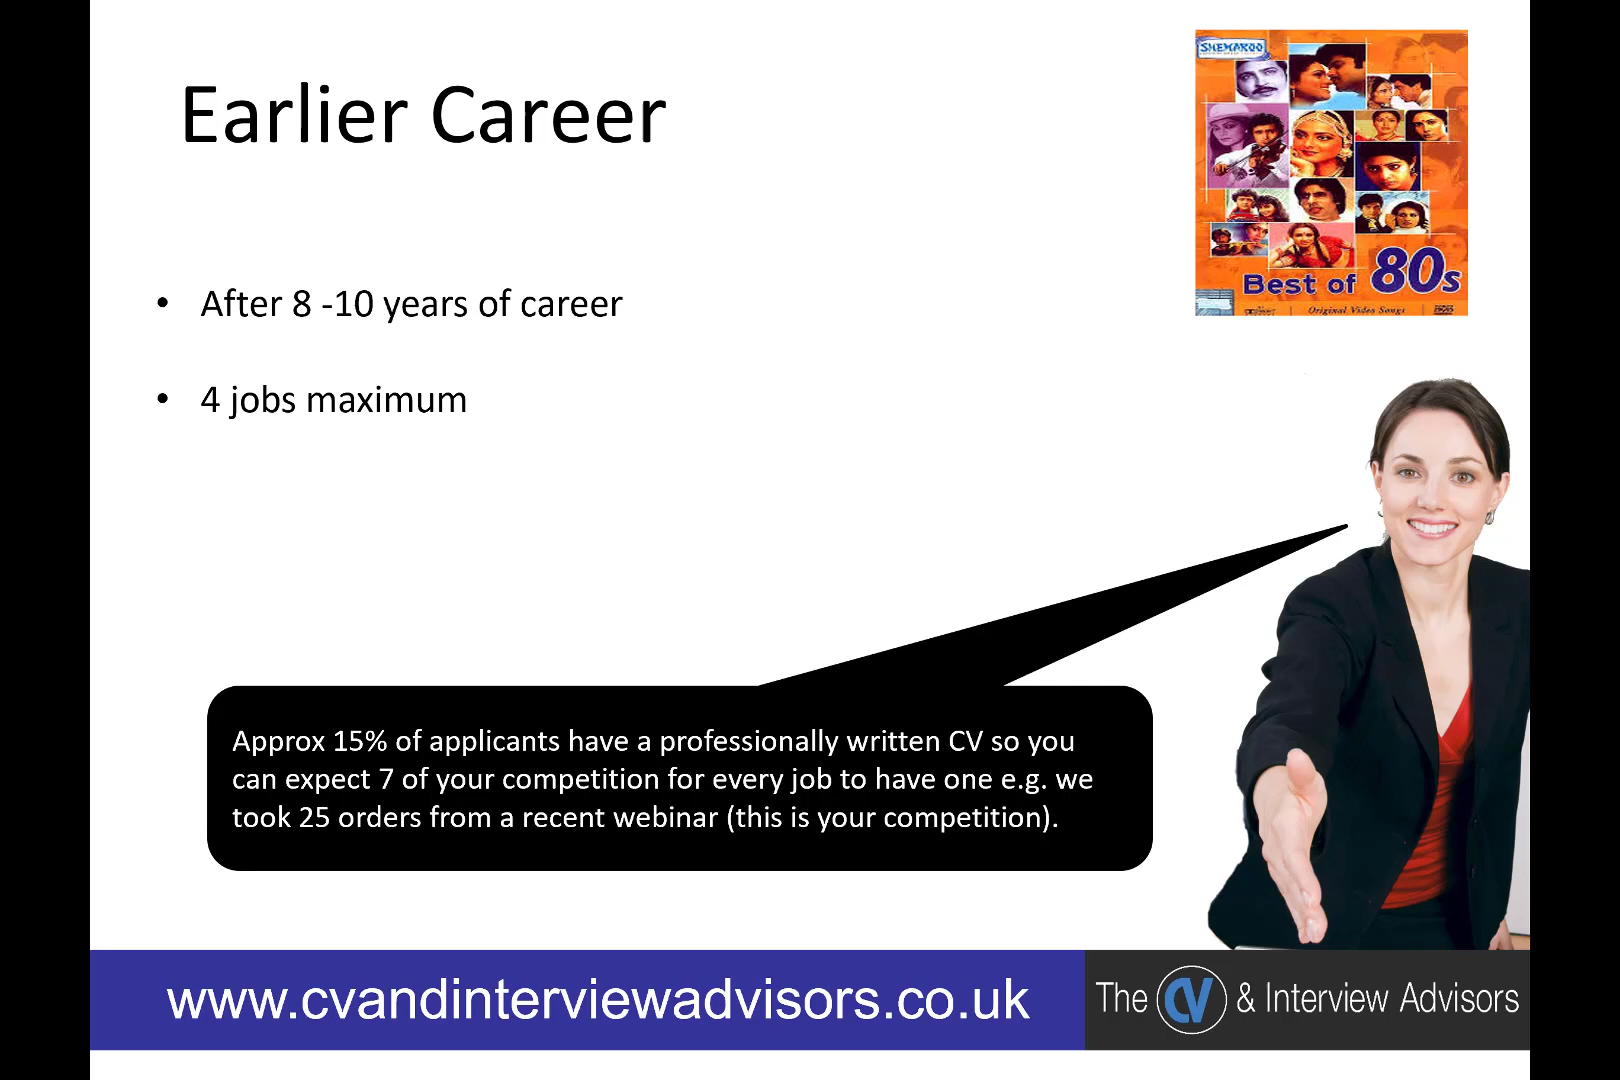 Earlier Career
SHEMAROO
Best of 80s
Original Video Songs
• After 8 -10 years of career
• 4 jobs maximum
Approx 15% of applicants have a professionally written CV so you
can expect 7 of your competition for every job to have one e.g. we
took 25 orders from a recent webinar (this is your competition).
www.cvandinterviewadvisors.co.uk
The CV & Interview Advisors